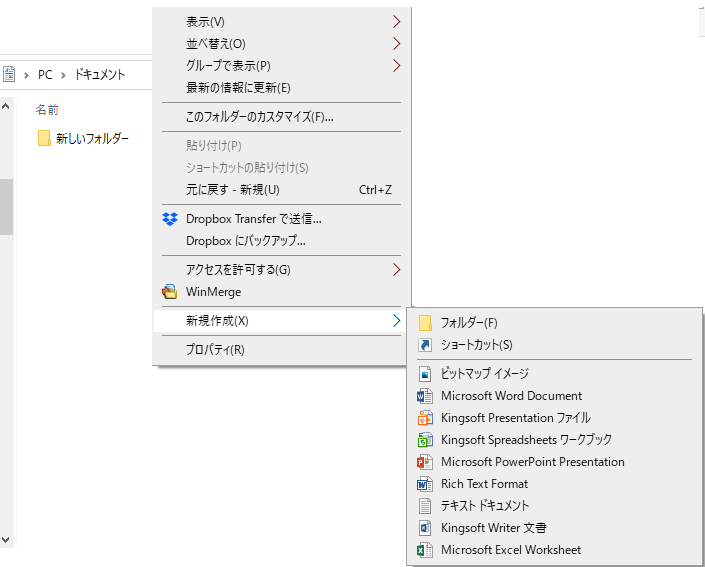 PC
ドキュメント
名前
新しいフォルダー
表示(V)
並べ替え(O)
グループで表示(P)
最新の情報に更新(E)
このフォルダーのカスタマイズ(F)...
貼り付け(P)
ショートカットの貼り付け(S)
元に戻す - 新規(U) Ctrl+Z
Dropbox Transfer で送信...
Dropbox にバックアップ...
アクセスを許可する(G)
WinMerge
新規作成(X)
プロパティ(R)
フォルダー(F)
ショートカット(S)
ビットマップ イメージ
Microsoft Word Document
Kingsoft Presentation ファイル
Kingsoft Spreadsheets ワークブック
Microsoft PowerPoint Presentation
Rich Text Format
テキスト ドキュメント
Kingsoft Writer 文書
Microsoft Excel Worksheet